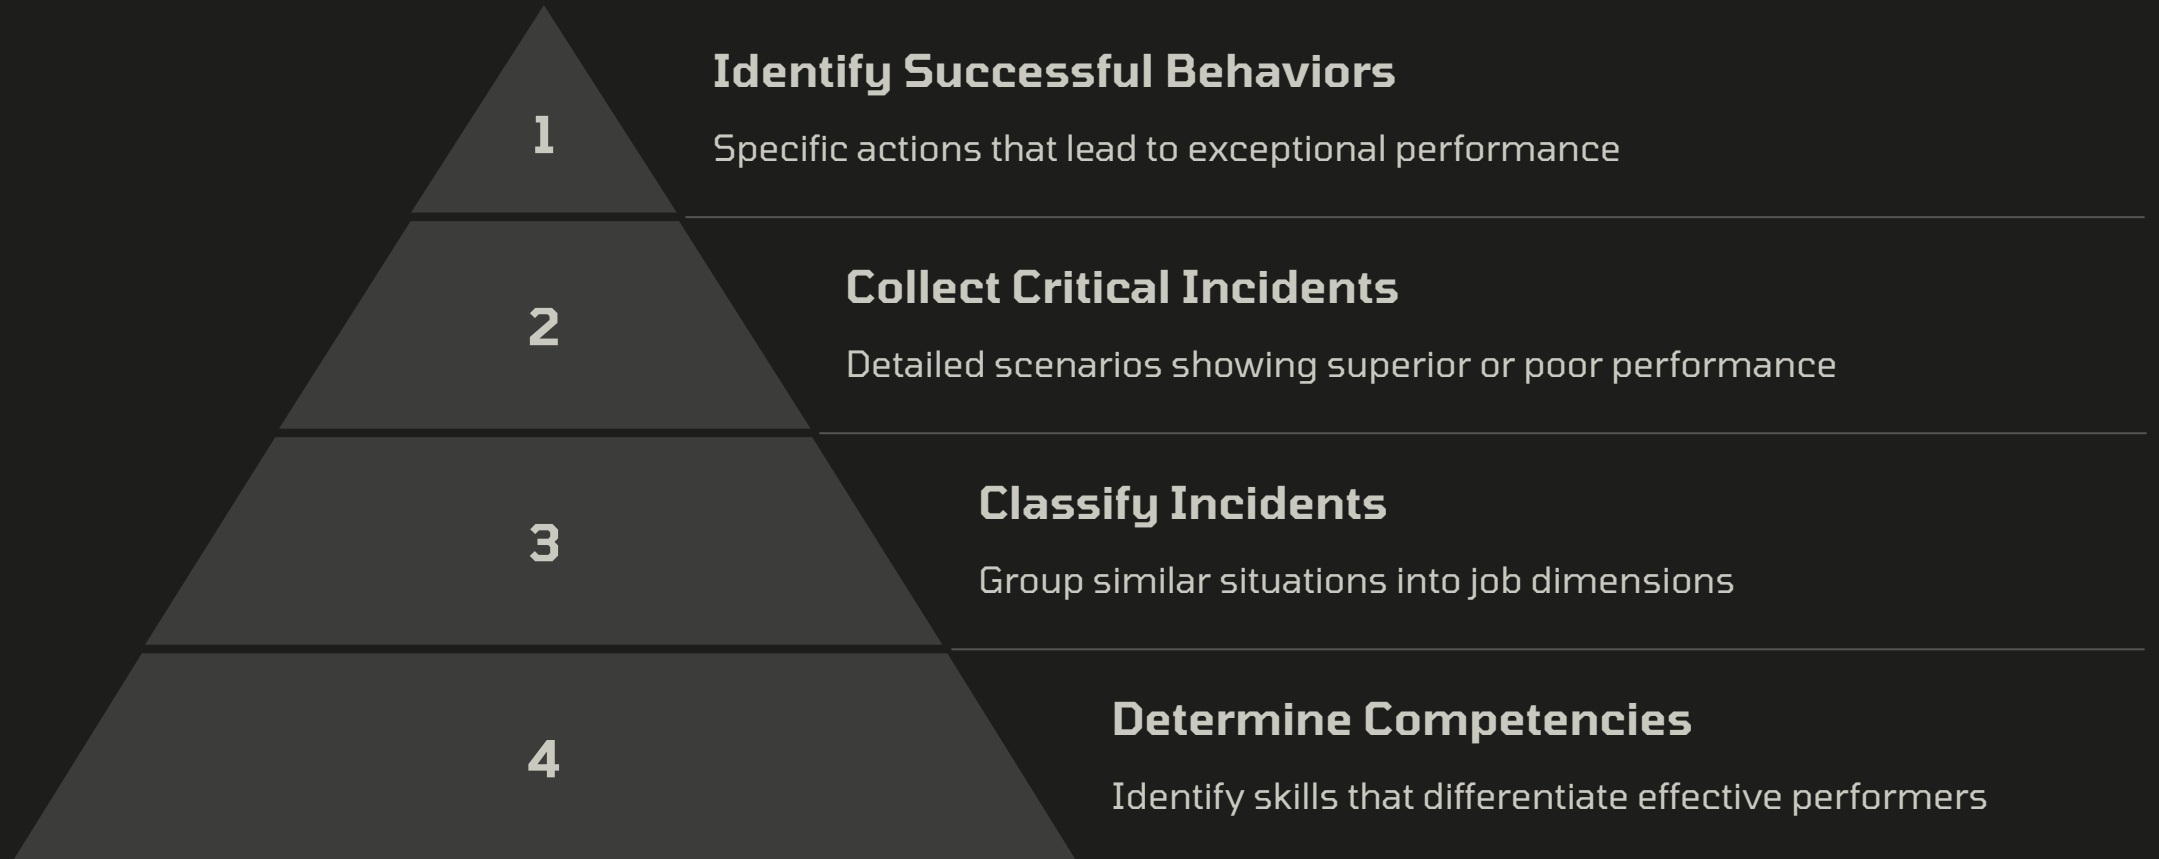 1
Identify Successful Behaviors
Specific actions that lead to exceptional performance
2
Collect Critical Incidents
Detailed scenarios showing superior or poor performance
3
Classify Incidents
Group similar situations into job dimensions
4
Determine Competencies
Identify skills that differentiate effective performers